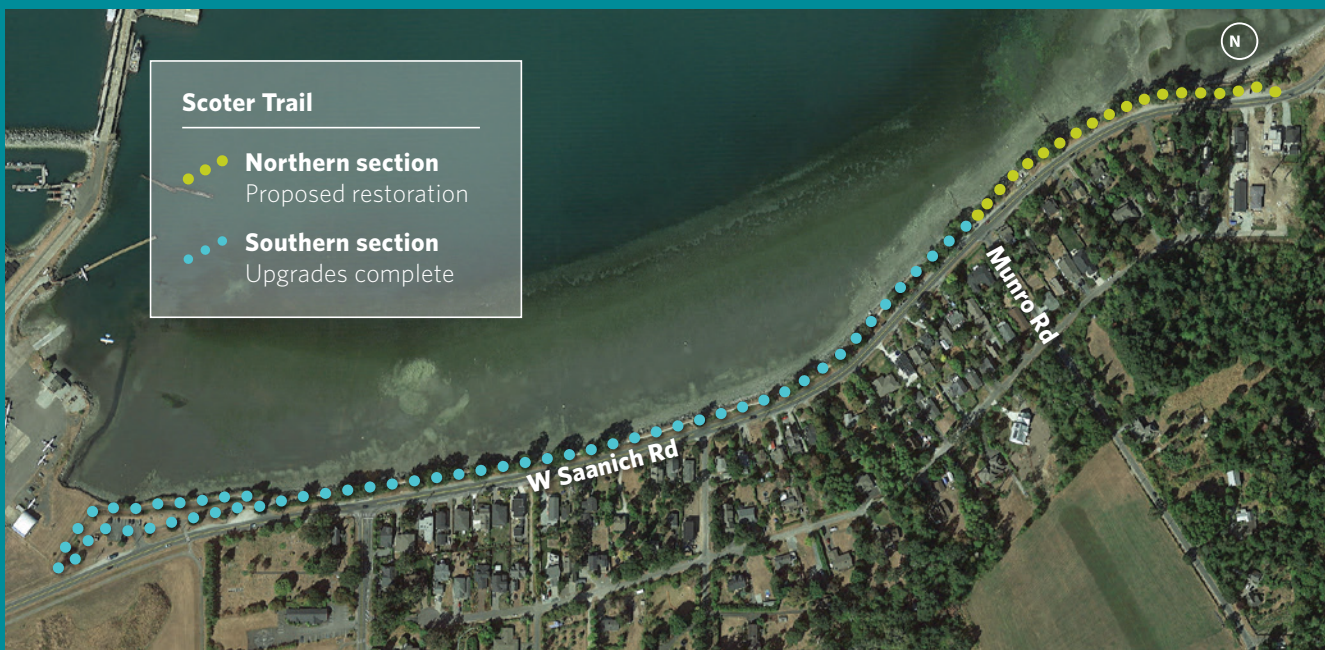 N
Scoter Trail
Northern section
Proposed restoration
Southern section
Upgrades complete
Munro Rd
W Saanich Rd